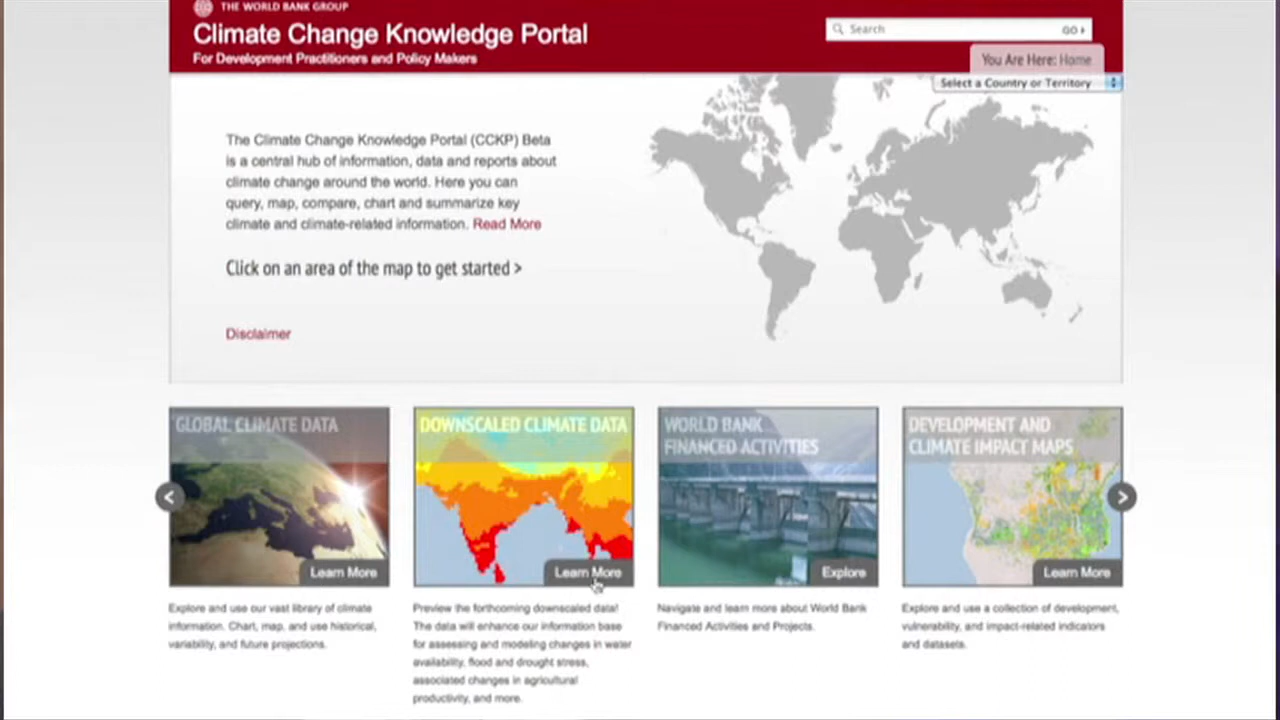 THE WORLD BANK GROUP
Climate Change Knowledge Portal
For Development Practitioners and Policy Makers
Search
GO
You Are Here: Home
Select a Country or Territory
The Climate Change Knowledge Portal (CCKP) Beta
is a central hub of information, data and reports about
climate change around the world. Here you can
query, map, compare, chart and summarize key
climate and climate-related information. Read More
Click on an area of the map to get started >
Disclaimer
GLOBAL CLIMATE DATA
Learn More
Explore and use our vast library of climate
information. Chart, map, and use historical,
variability, and future projections.
DOWNSCALED CLIMATE DATA
Learn More
Preview the forthcoming downscaled data!
The data will enhance our information base
for assessing and modeling changes in water
availability, flood and drought stress,
associated changes in agricultural
productivity, and more.
WORLD BANK
FINANCED ACTIVITIES
Explore
Navigate and learn more about World Bank
Financed Activities and Projects.
DEVELOPMENT AND
CLIMATE IMPACT MAPS
Learn More
Explore and use a collection of development,
vulnerability, and impact-related indicators
and datasets.